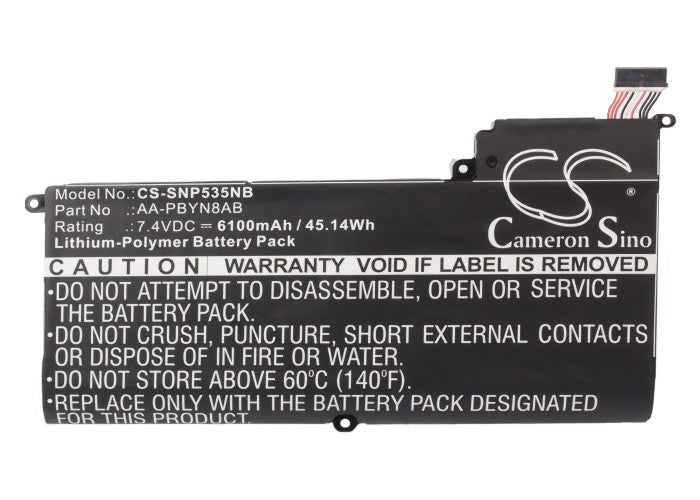 Model No.: CS-SNP535NB
Part No : AA-PBYN8AB
Rating : 7.4VDC ⎓ 6100mAh / 45.14Wh
Lithium-Polymer Battery Pack
CS
Cameron Sino
CAUTION WARRANTY VOID IF LABEL IS REMOVED
•DO NOT ATTEMPT TO DISASSEMBLE, OPEN OR SERVICE
THE BATTERY PACK.
•DO NOT CRUSH, PUNCTURE, SHORT EXTERNAL CONTACTS
OR DISPOSE OF IN FIRE OR WATER.
•DO NOT STORE ABOVE 60°C (140°F).
•REPLACE ONLY WITH THE BATTERY PACK DESIGNATED
FOR THIS PRODUCT.